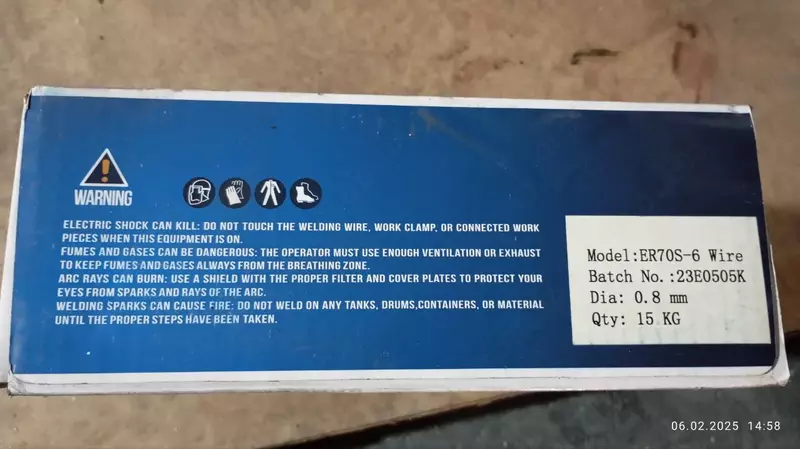 WARNING
ELECTRIC SHOCK CAN KILL: DO NOT TOUCH THE WELDING WIRE, WORK CLAMP, OR CONNECTED WORK
PIECES WHEN THIS EQUIPMENT IS ON.
FUMES AND GASES CAN BE DANGEROUS: THE OPERATOR MUST USE ENOUGH VENTILATION OR EXHAUST
TO KEEP FUMES AND GASES ALWAYS FROM THE BREATHING ZONE.
ARC RAYS CAN BURN: USE A SHIELD WITH THE PROPER FILTER AND COVER PLATES TO PROTECT YOUR
EYES FROM SPARKS AND RAYS OF THE ARC.
WELDING SPARKS CAN CAUSE FIRE: DO NOT WELD ON ANY TANKS, DRUMS,CONTAINERS, OR MATERIAL
UNTIL THE PROPER STEPS HAVE BEEN TAKEN.
Model:ER70S-6 Wire
Batch No.:23E0505K
Dia: 0.8 mm
Qty: 15 KG
06.02.2025 14:58